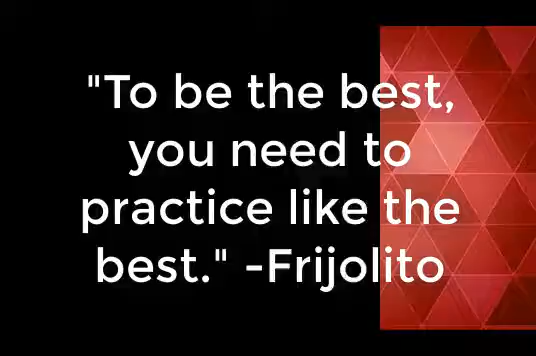 "To be the best,
you need to
practice like the
best." -Frijolito